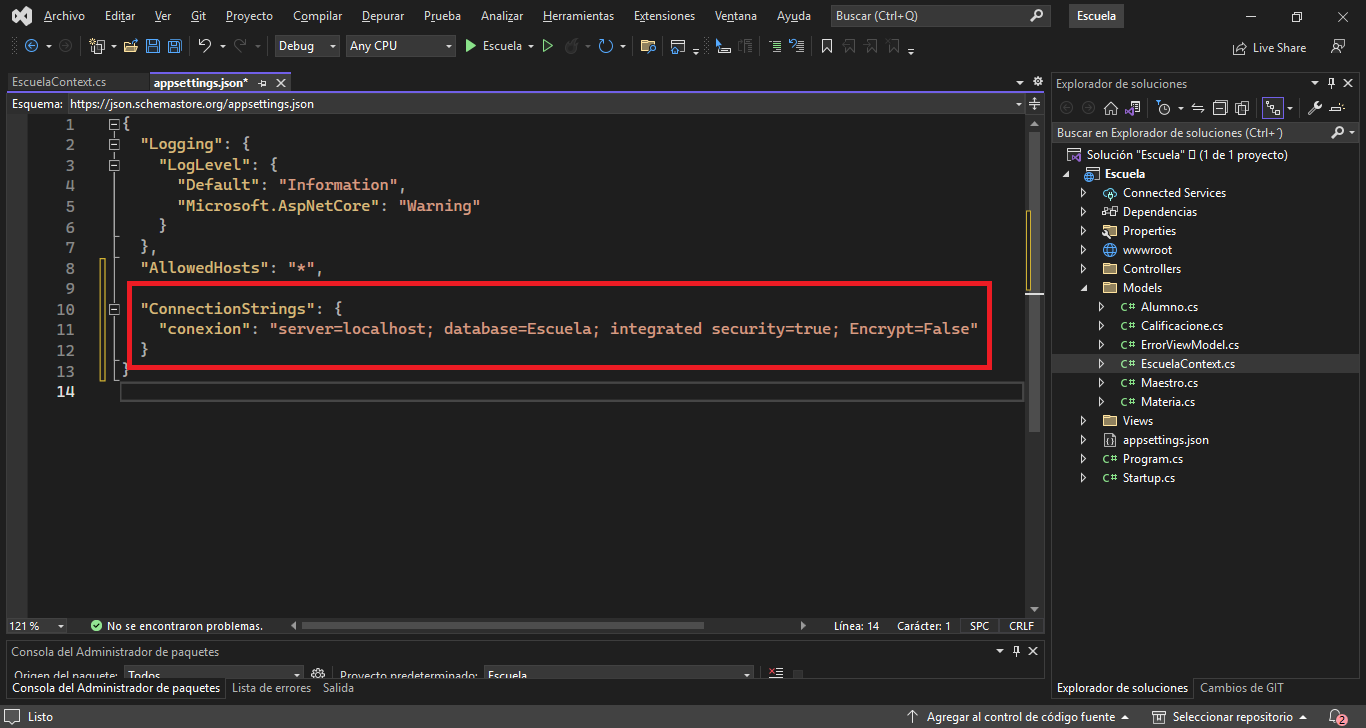 Archivo Editar Ver Git Proyecto Compilar Depurar Prueba Analizar Herramientas Extensiones Ventana Ayuda Buscar (Ctrl+Q) Escuela
Debug Any CPU Escuela Live Share
EscuelaContext.cs appsettings.json*
Esquema: https://json.schemastore.org/appsettings.json
1 {
2 "Logging": {
3 "LogLevel": {
4 "Default": "Information",
5 "Microsoft.AspNetCore": "Warning"
6 }
7 },
8 "AllowedHosts": "*",
9
10 "ConnectionStrings": {
11 "conexion": "server=localhost; database=Escuela; integrated security=true; Encrypt=False"
12 }
13 }
14
121 % No se encontraron problemas. Línea: 14 Carácter: 1 SPC CRLF
Consola del Administrador de paquetes
Origen del paquete: Todos Proyecto predeterminado: Escuela
Consola del Administrador de paquetes Lista de errores Salida
Explorador de soluciones
Buscar en Explorador de soluciones (Ctrl+´)
Solución "Escuela" (1 de 1 proyecto)
Escuela
Connected Services
Dependencias
Properties
wwwroot
Controllers
Models
C# Alumno.cs
C# Calificacione.cs
C# ErrorViewModel.cs
C# EscuelaContext.cs
C# Maestro.cs
C# Materia.cs
Views
appsettings.json
C# Program.cs
C# Startup.cs
Explorador de soluciones Cambios de GIT
Listo Agregar al control de código fuente Seleccionar repositorio 2